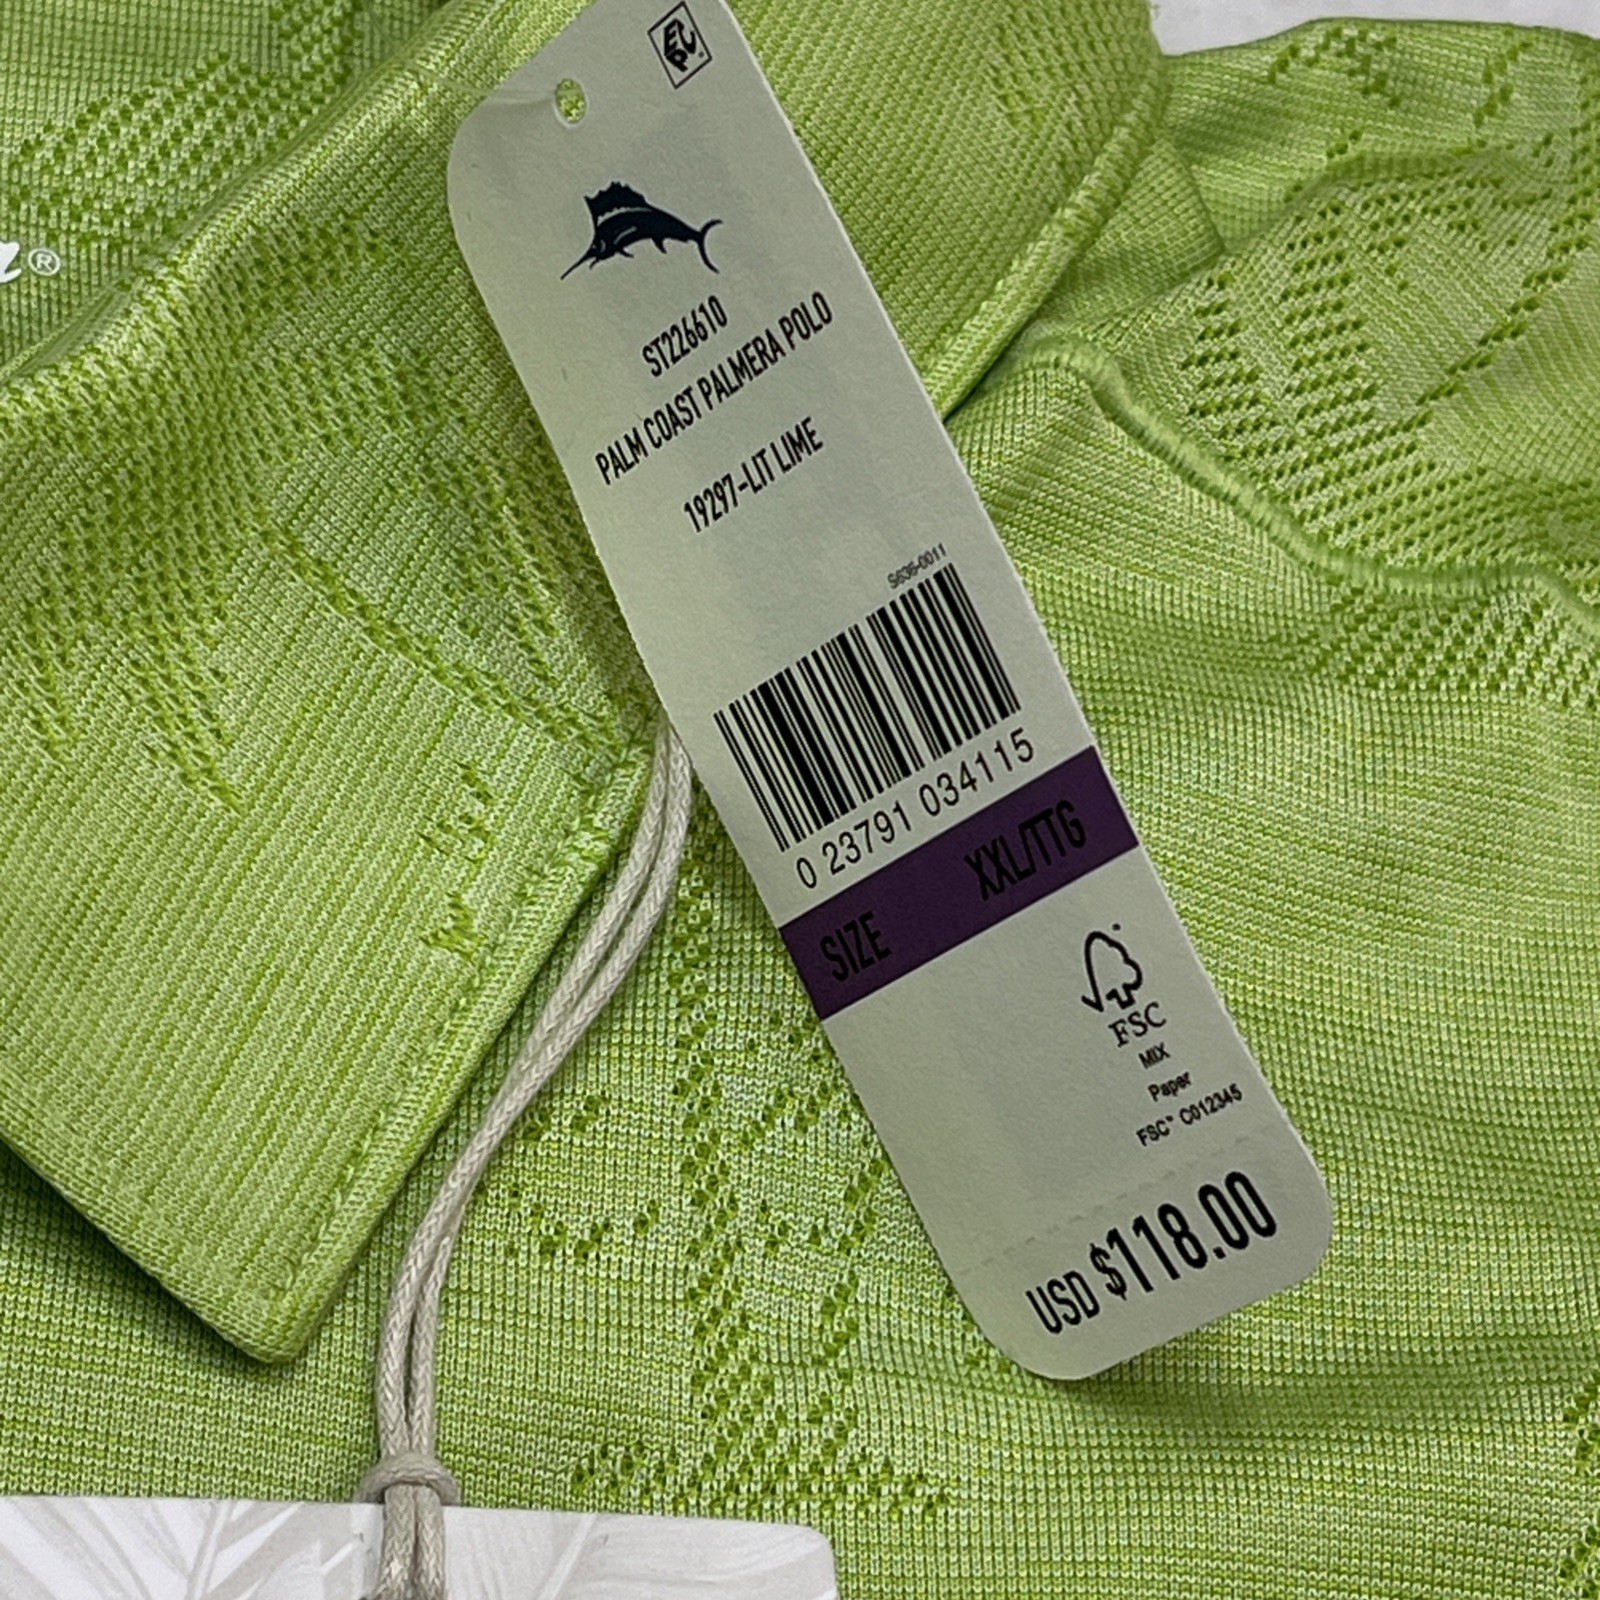 ST226610
PALM COAST PALMERA POLO
19297-LIT LIME
S636-0011
0 23791 034115
SIZE XXL/TTG
FSC
MIX
Paper
FSC™ C012345
USD $118.00
®